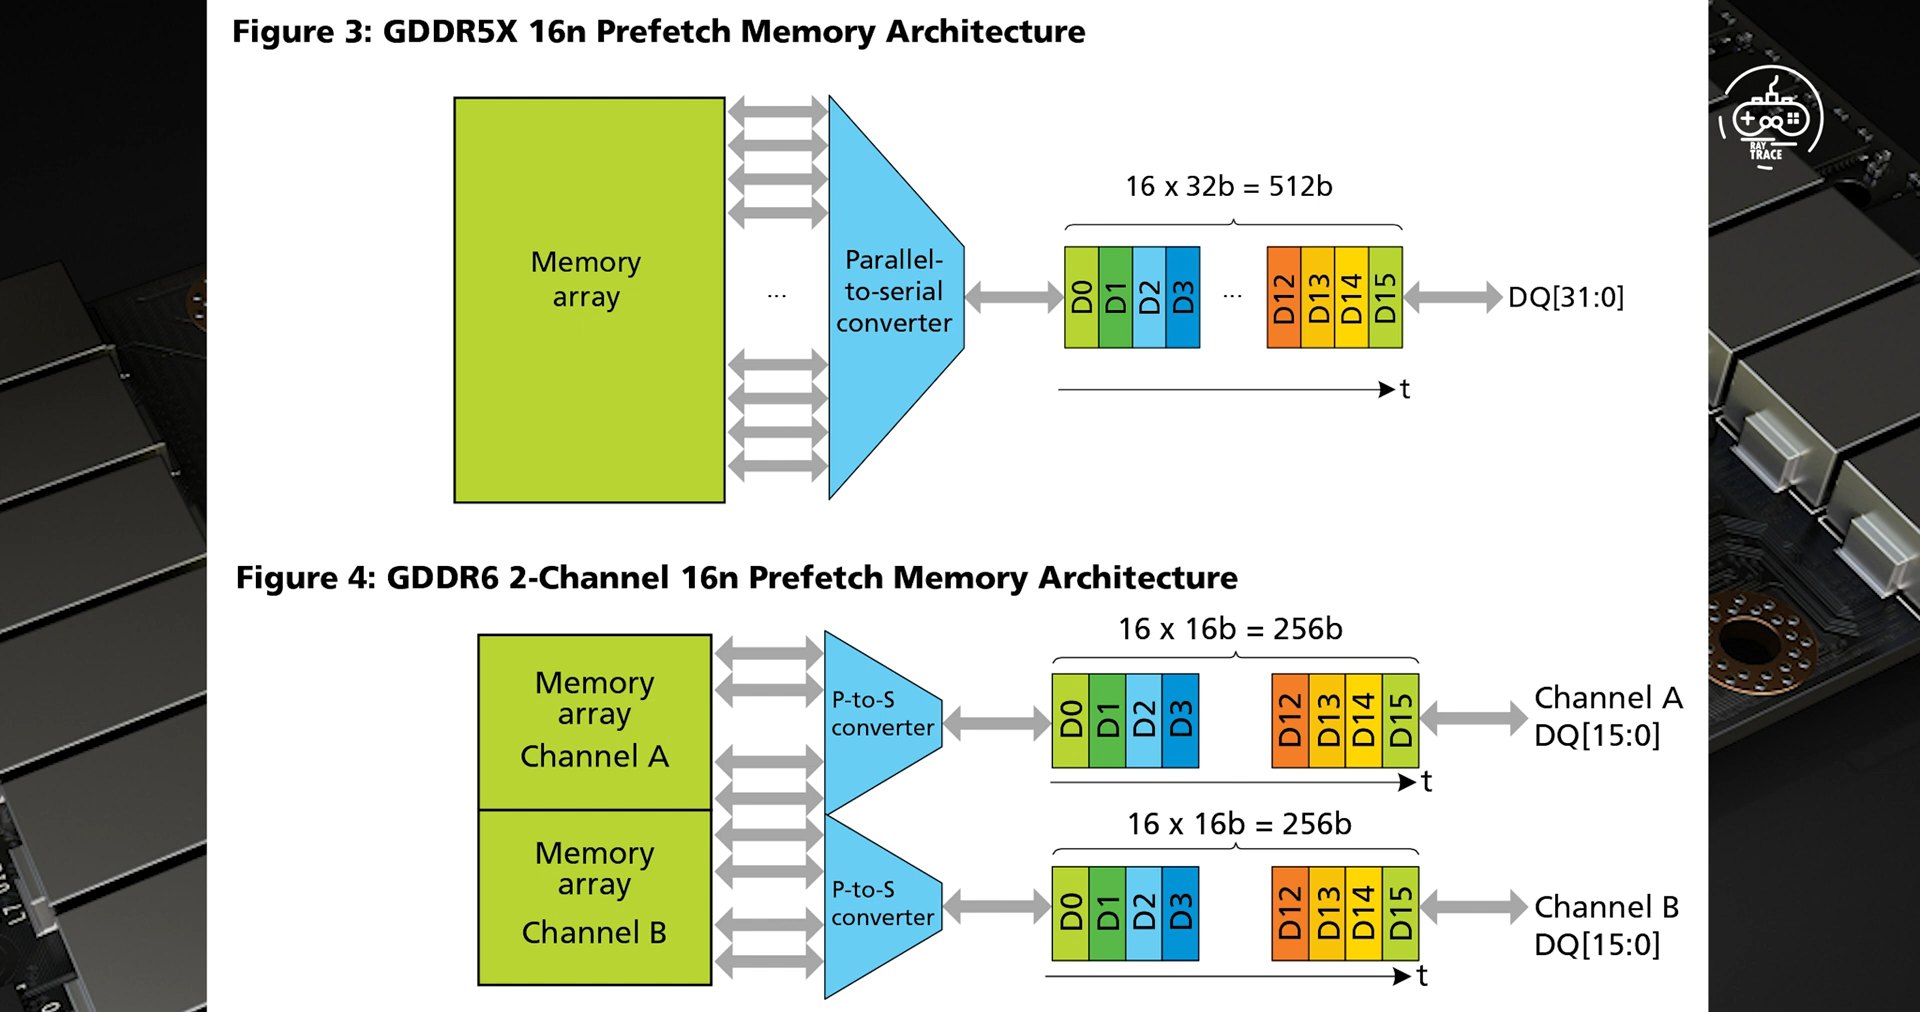 Figure 3: GDDR5X 16n Prefetch Memory Architecture
RAY
TRACE
Memory
array
...
Parallel-
to-serial
converter
16 x 32b = 512b
D0 D1 D2 D3 ... D12 D13 D14 D15
DQ[31:0]
t
Figure 4: GDDR6 2-Channel 16n Prefetch Memory Architecture
Memory
array
Channel A
P-to-S
converter
16 x 16b = 256b
D0 D1 D2 D3 D12 D13 D14 D15
Channel A
DQ[15:0]
t
Memory
array
Channel B
P-to-S
converter
16 x 16b = 256b
D0 D1 D2 D3 D12 D13 D14 D15
Channel B
DQ[15:0]
t